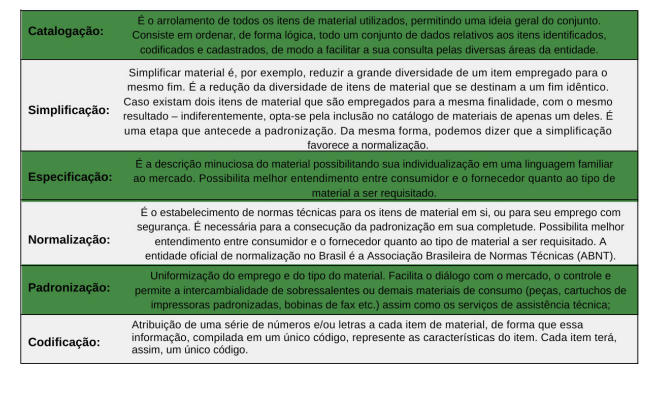 Catalogação:
É o arrolamento de todos os itens de material utilizados, permitindo uma ideia geral do conjunto.
Consiste em ordenar, de forma lógica, todo um conjunto de dados relativos aos itens identificados,
codificados e cadastrados, de modo a facilitar a sua consulta pelas diversas áreas da entidade.
Simplificação:
Simplificar material é, por exemplo, reduzir a grande diversidade de um item empregado para o
mesmo fim. É a redução da diversidade de itens de material que se destinam a um fim idêntico.
Caso existam dois itens de material que são empregados para a mesma finalidade, com o mesmo
resultado – indiferentemente, opta-se pela inclusão no catálogo de materiais de apenas um deles. É
uma etapa que antecede a padronização. Da mesma forma, podemos dizer que a simplificação
favorece a normalização.
Especificação:
É a descrição minuciosa do material possibilitando sua individualização em uma linguagem familiar
ao mercado. Possibilita melhor entendimento entre consumidor e o fornecedor quanto ao tipo de
material a ser requisitado.
Normalização:
É o estabelecimento de normas técnicas para os itens de material em si, ou para seu emprego com
segurança. É necessária para a consecução da padronização em sua completude. Possibilita melhor
entendimento entre consumidor e o fornecedor quanto ao tipo de material a ser requisitado. A
entidade oficial de normalização no Brasil é a Associação Brasileira de Normas Técnicas (ABNT).
Padronização:
Uniformização do emprego e do tipo do material. Facilita o diálogo com o mercado, o controle e
permite a intercambialidade de sobressalentes ou demais materiais de consumo (peças, cartuchos de
impressoras padronizadas, bobinas de fax etc.) assim como os serviços de assistência técnica;
Codificação:
Atribuição de uma série de números e/ou letras a cada item de material, de forma que essa
informação, compilada em um único código, represente as características do item. Cada item terá,
assim, um único código.